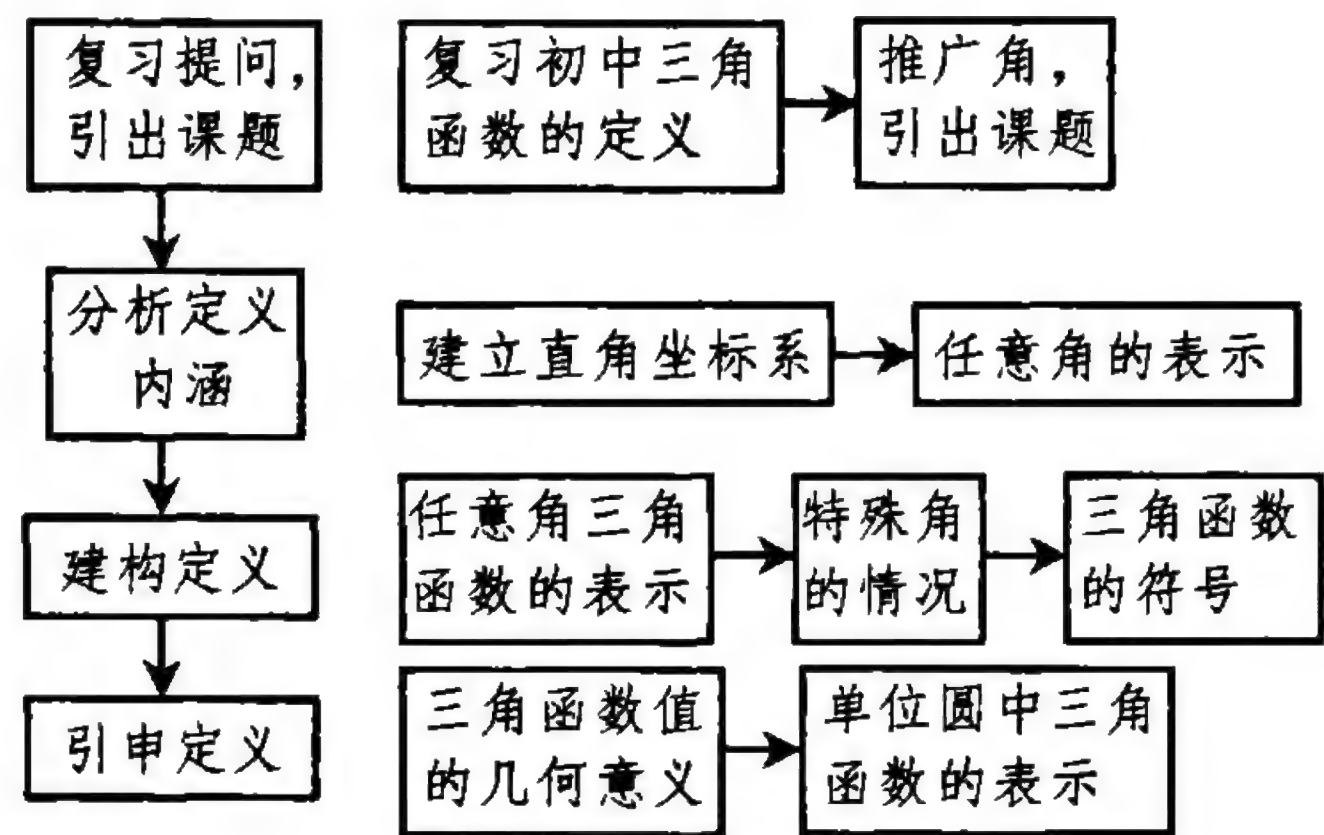 复习提问，
引出课题
复习初中三角
函数的定义
推广角，
引出课题
分析定义
内涵
建立直角坐标系
任意角的表示
建构定义
任意角三角
函数的表示
特殊角
的情况
三角函数
的符号
引申定义
三角函数值
的几何意义
单位圆中三角
函数的表示